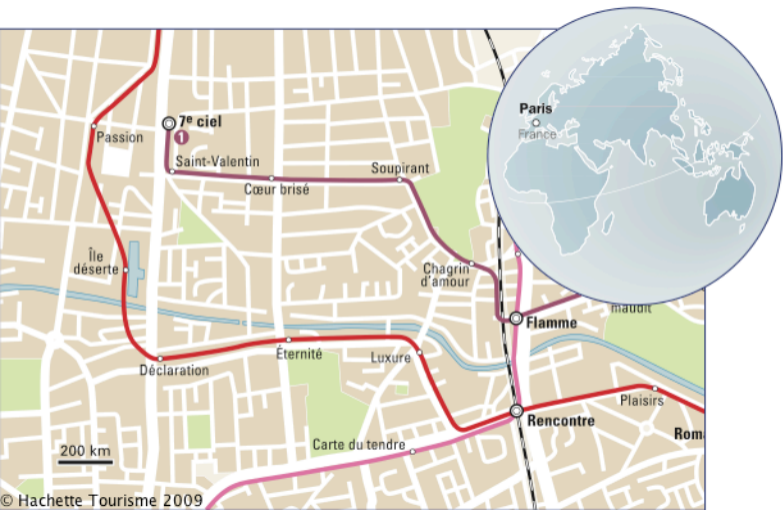 Paris
France
7e ciel
1
Passion
Saint-Valentin
Soupirant
Cœur brisé
Île
déserte
Chagrin
d'amour
maudit
Flamme
Éternité
Luxure
Déclaration
Plaisirs
Rencontre
Carte du tendre
Rom
200 km
© Hachette Tourisme 2009